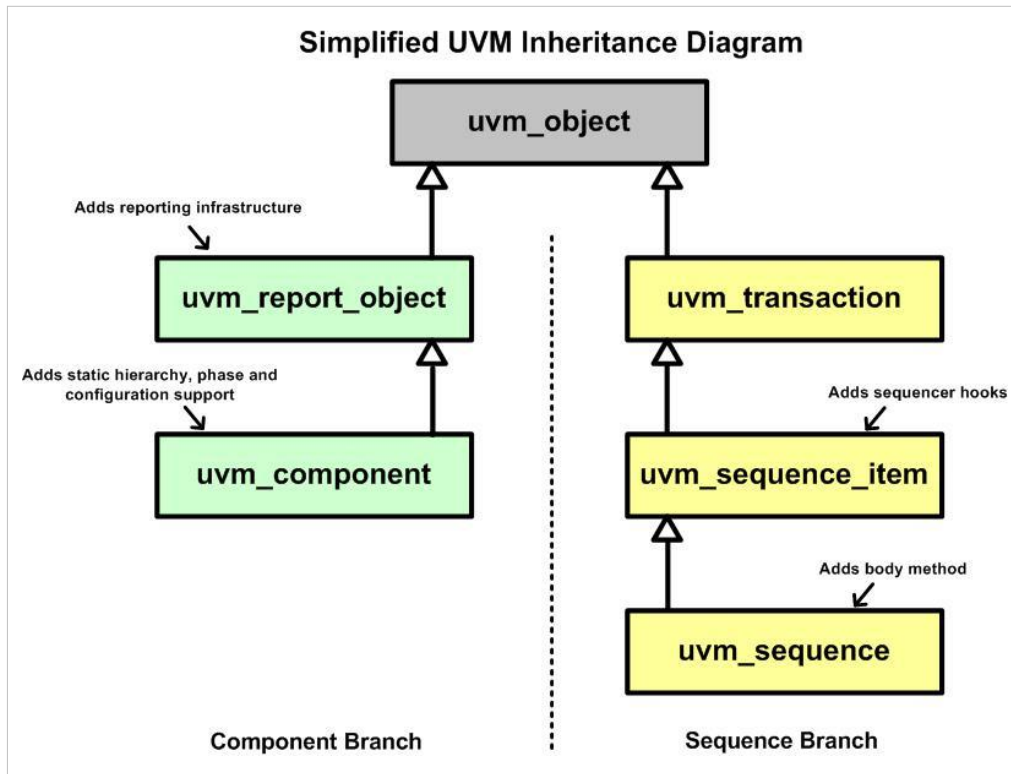 Simplified UVM Inheritance Diagram
uvm_object
Adds reporting infrastructure
uvm_report_object
uvm_transaction
Adds static hierarchy, phase and
configuration support
Adds sequencer hooks
uvm_component
uvm_sequence_item
Adds body method
uvm_sequence
Component Branch
Sequence Branch